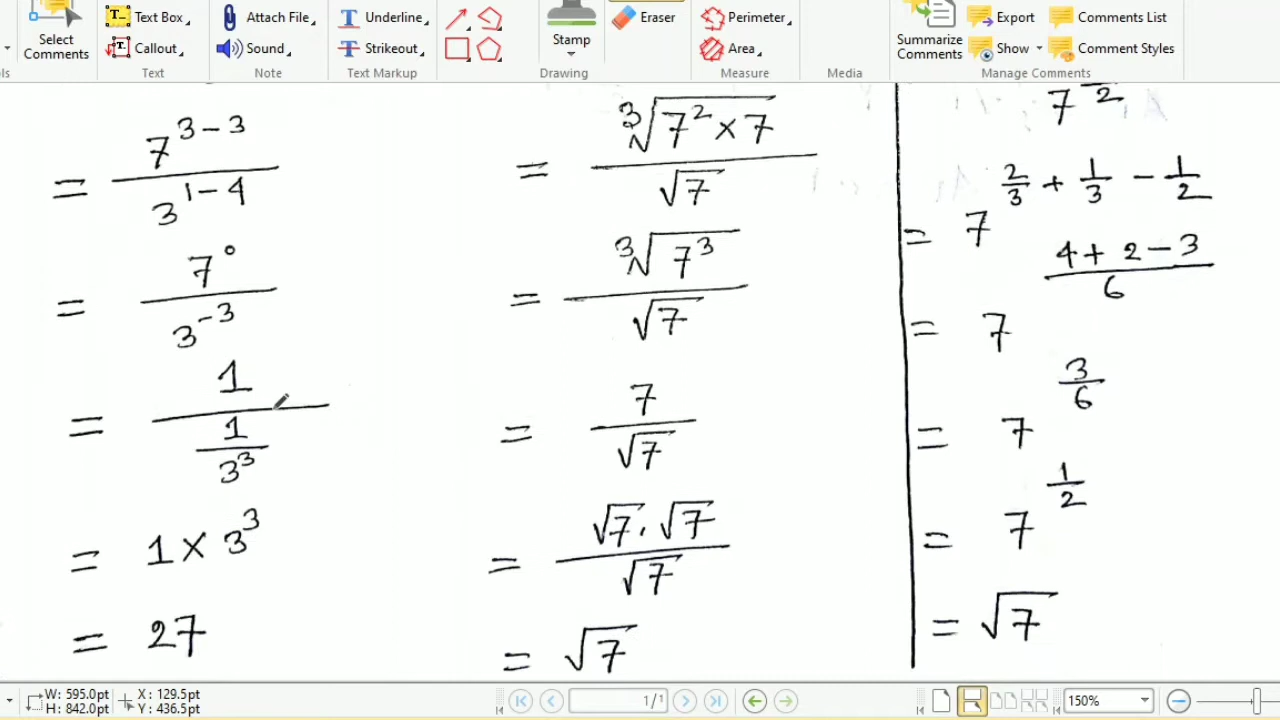 Select Comments
Text Box
Callout
Text
Attach File
Sound
Note
Underline
Strikeout
Text Markup
Stamp
Eraser
Drawing
Perimeter
Area
Measure
Media
Summarize Comments
Export
Show
Comments List
Comment Styles
Manage Comments
= 7^{3-3} / 3^{1-4}
= 7^0 / 3^{-3}
= 1 / (1 / 3^3)
= 1 × 3^3
= 27
= ∛(7^2 × 7) / √7
= ∛(7^3) / √7
= 7 / √7
= √7 . √7 / √7
= √7
= 7^{2/3 + 1/3 - 1/2}
= 7^{(4+2-3)/6}
= 7^{3/6}
= 7^{1/2}
= √7
W: 595.0pt
H: 842.0pt
X : 129.5pt
Y : 436.5pt
1/1
150%